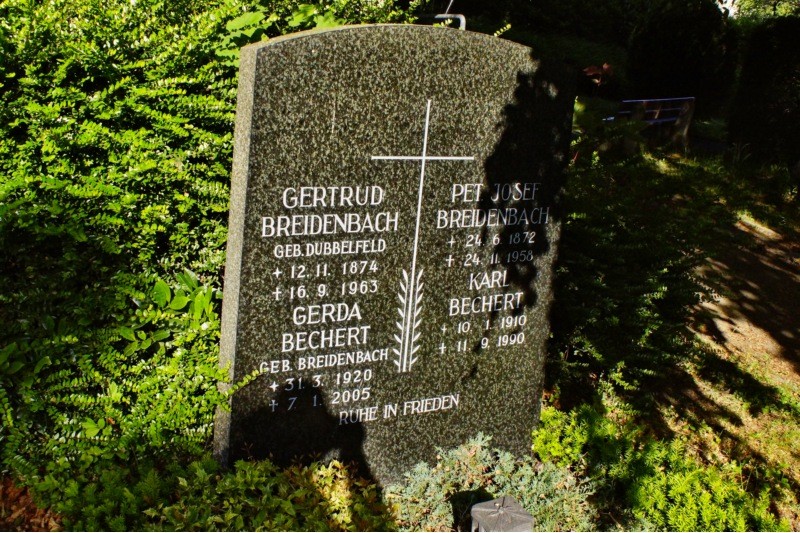 GERTRUD
BREIDENBACH
GEB. DUBBELFELD
+ 12. 11. 1874
+ 16. 9. 1963
GERDA
BECHERT
GEB. BREIDENBACH
+ 31. 3. 1920
+ 7. 1. 2005
PET JOSEF
BREIDENBACH
+ 24. 6. 1872
+ 24. 11. 1958
KARL
BECHERT
+ 10. 1. 1910
+ 11. 9. 1990
RUHE IN FRIEDEN